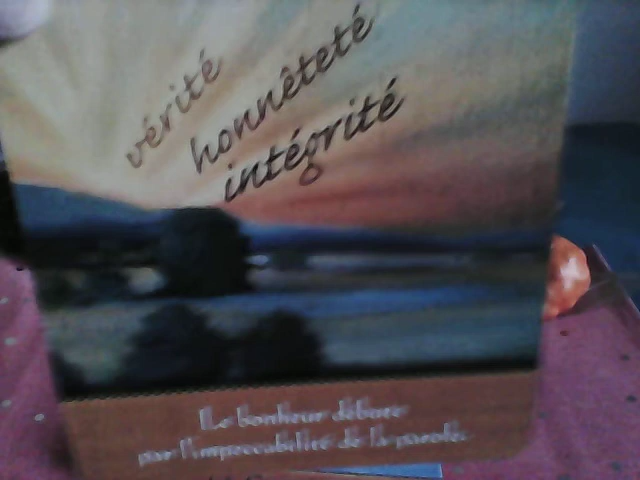 vérité
honnêteté
intégrité
Le bonheur débute
par l'impeccabilité de la parole.